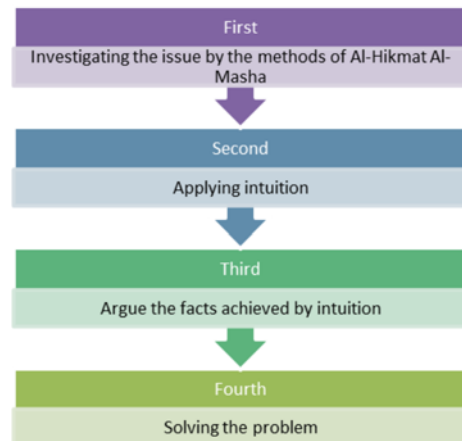 First
Investigating the issue by the methods of Al-Hikmat Al-
Masha
Second
Applying intuition
Third
Argue the facts achieved by intuition
Fourth
Solving the problem